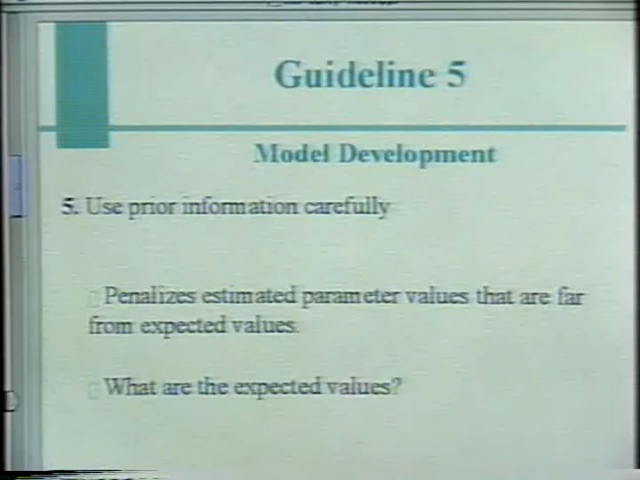 Guideline 5
Model Development
5. Use prior information carefully
Penalizes estimated parameter values that are far
from expected values.
What are the expected values?